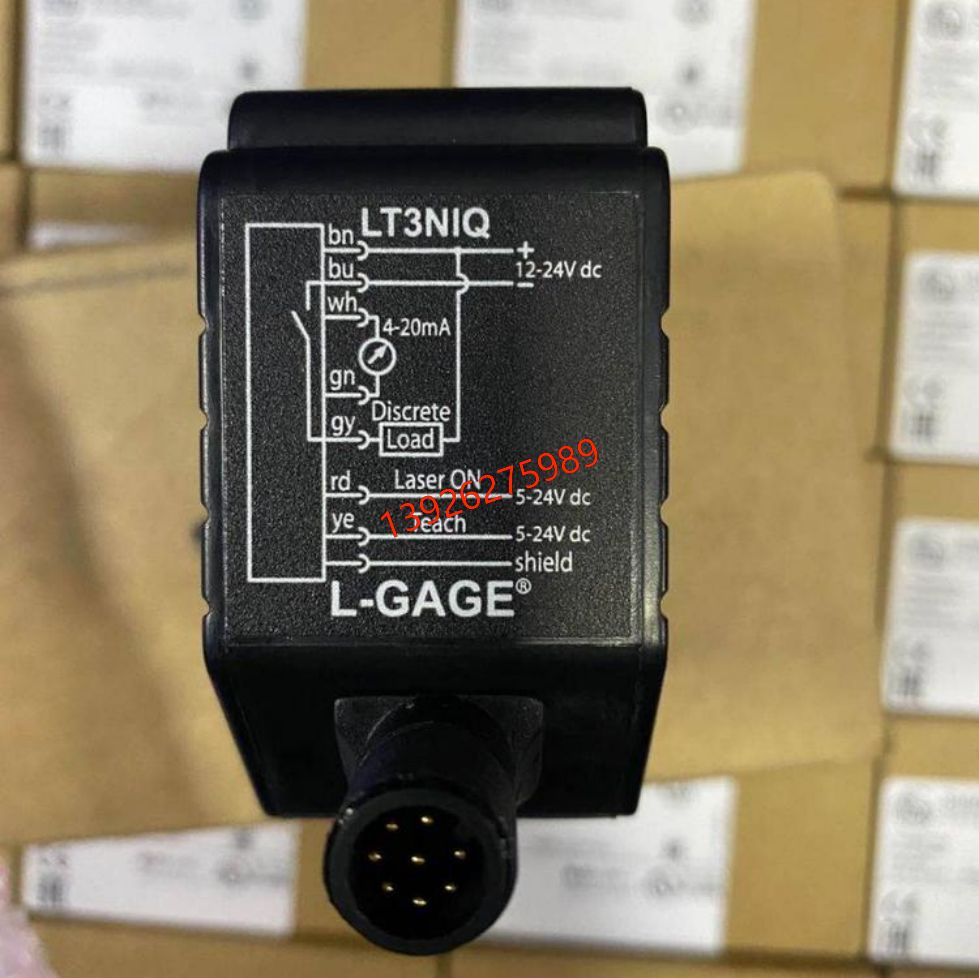 LT3NIQ
bn
+
bu
12-24V dc
−
wh
4-20mA
gn
Discrete
gy
Load
rd
Laser ON
5-24V dc
13926275989
ye
Teach
5-24V dc
shield
L-GAGE®